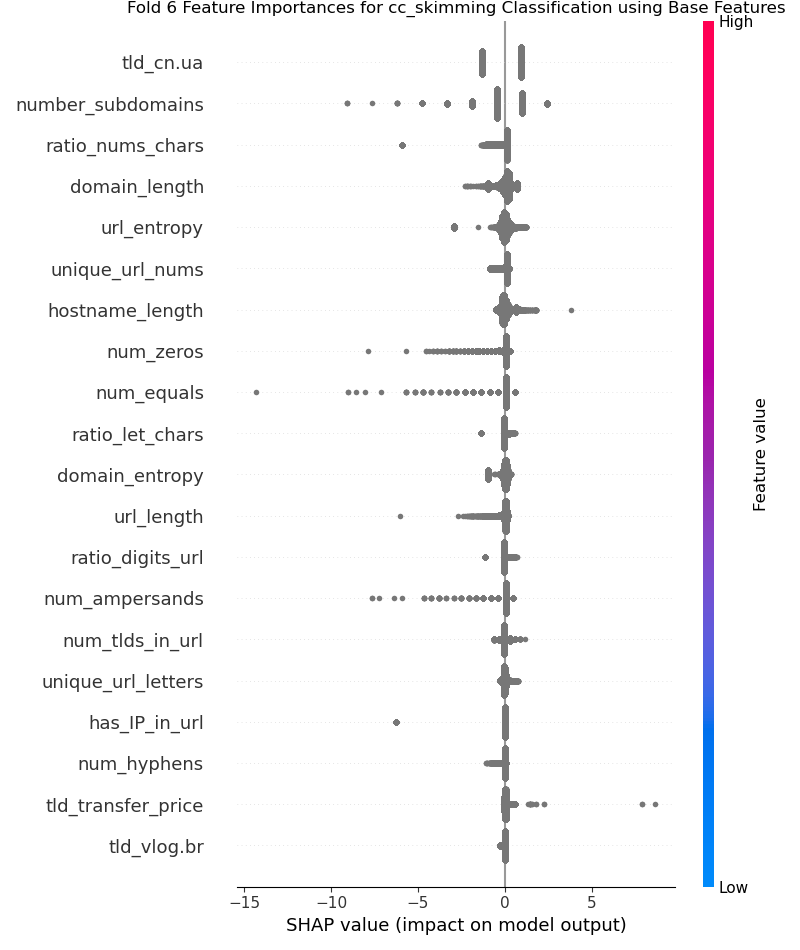 Fold 6 Feature Importances for cc_skimming Classification using Base Features
High
tld_cn.ua
number_subdomains
ratio_nums_chars
domain_length
url_entropy
unique_url_nums
hostname_length
num_zeros
num_equals
ratio_let_chars
domain_entropy
url_length
ratio_digits_url
num_ampersands
num_tlds_in_url
unique_url_letters
has_IP_in_url
num_hyphens
tld_transfer_price
tld_vlog.br
Feature value
Low
−15 −10 −5 0 5
SHAP value (impact on model output)